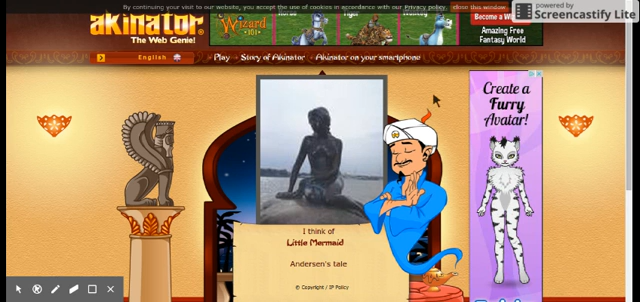 By continuing your visit to our website, you accept the use of cookies in accordance with our Privacy policy. close this window
powered by
Screencastify Lite
akinator
The Web Genie!
Wizard
101
Become a
Amazing Free
Fantasy World
English
Play
Story of Akinator
Akinator on your smartphone
Create a
Furry
Avatar!
I think of
Little Mermaid
Andersen's tale
© Copyright / IP Policy